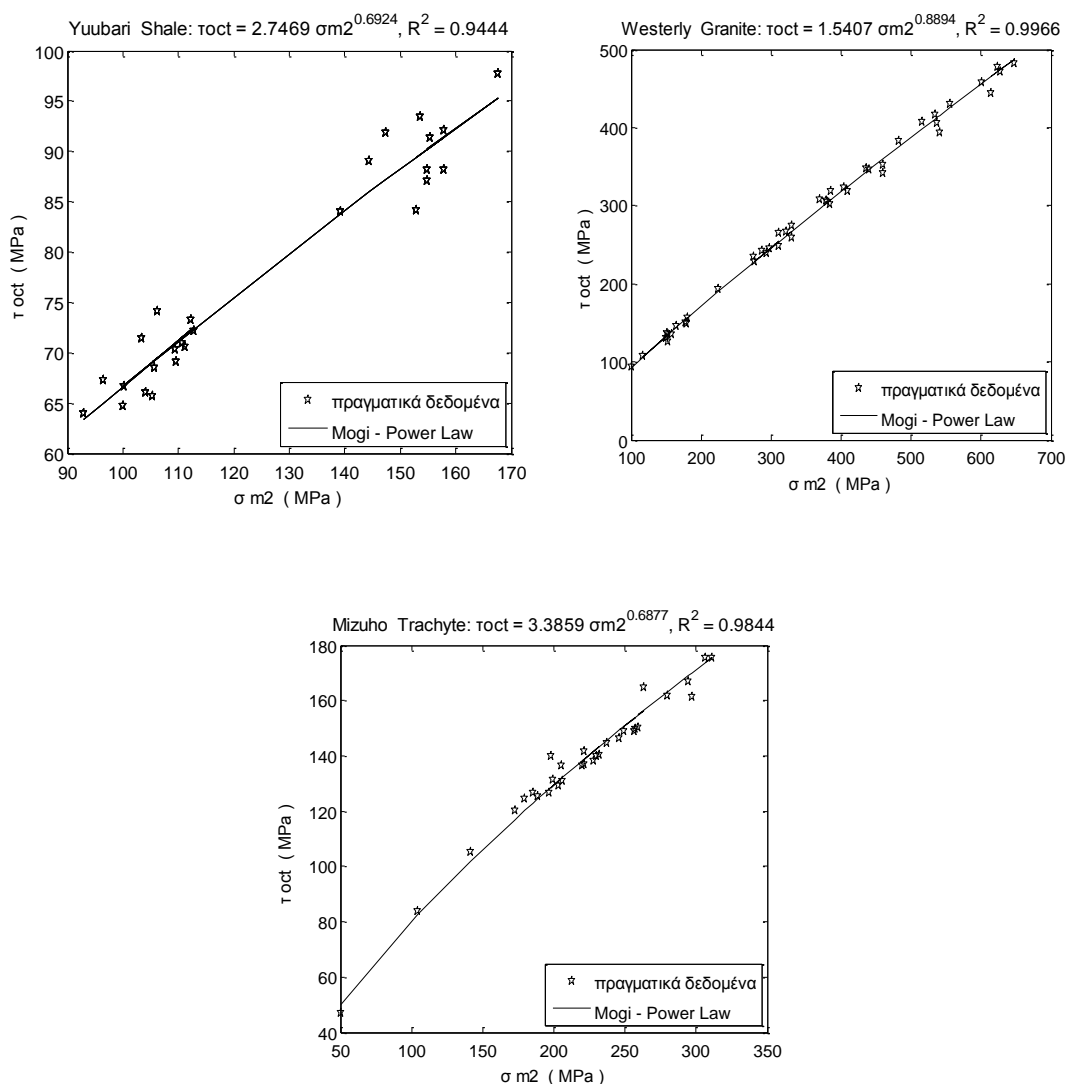 Yuubari Shale: τoct = 2.7469 σm2^0.6924, R^2 = 0.9444
100
95
90
85
80
75
70
65
60
τ oct ( MPa )
πραγματικά δεδομένα
Mogi - Power Law
90 100 110 120 130 140 150 160 170
σ m2 ( MPa )
Westerly Granite: τoct = 1.5407 σm2^0.8894, R^2 = 0.9966
500
400
300
200
100
0
τ oct ( MPa )
πραγματικά δεδομένα
Mogi - Power Law
100 200 300 400 500 600 700
σ m2 ( MPa )
Mizuho Trachyte: τoct = 3.3859 σm2^0.6877, R^2 = 0.9844
180
160
140
120
100
80
60
40
τ oct ( MPa )
πραγματικά δεδομένα
Mogi - Power Law
50 100 150 200 250 300 350
σ m2 ( MPa )